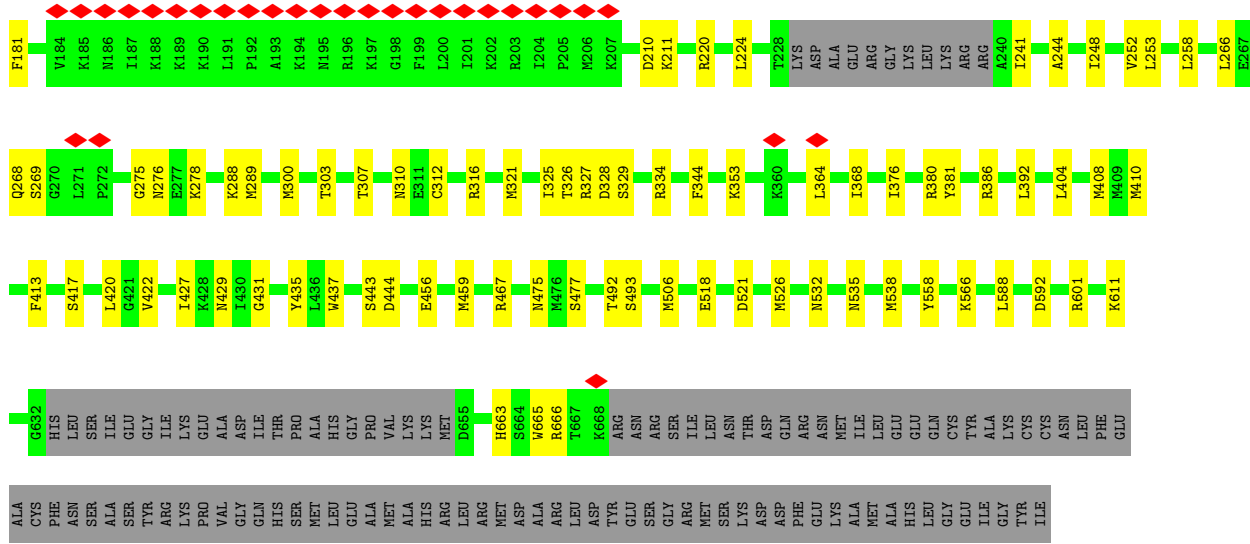 F181 V184 K185 N186 I187 K188 K189 K190 L191 P192 A193 K194 N195 R196 K197 G198 F199 L200 I201 K202 R203 I204 P205 M206 K207 D210 K211 R220 L224 T228 LYS ASP ALA GLU ARG GLY LYS LEU LYS ARG ARG A240 I241 A244 I248 V252 L253 L258 L266 E267
Q268 S269 G270 L271 P272 G275 N276 E277 K278 K288 M289 M300 T303 T307 N310 E311 C312 R316 M321 I325 T326 R327 D328 S329 R334 F344 K353 K360 L364 I368 I376 R380 Y381 R386 L392 L404 M408 M409 M410
F413 S417 L420 G421 V422 I427 K428 N429 I430 G431 Y435 L436 W437 S443 D444 E456 M459 R467 N475 M476 S477 T492 S493 M506 E518 D521 M526 N532 N535 M538 Y558 K566 L588 D592 R601 K611
G632 HIS LEU SER ILE GLU GLY ILE LYS GLU ALA ASP ILE THR PRO ALA HIS GLY PRO VAL LYS LYS MET D655 H663 S664 W665 R666 T667 K668 ARG ASN ARG SER ILE LEU ASN THR ASP GLN ARG ASN MET ILE LEU GLU GLU GLN CYS TYR ALA LYS CYS CYS ASN LEU PHE GLU
ALA CYS PHE ASN SER ALA SER TYR ARG LYS PRO VAL GLY GLN HIS SER MET LEU GLU ALA MET ALA HIS ARG LEU ARG MET ASP ALA ARG LEU ASP TYR GLU SER GLY ARG MET SER LYS ASP ASP PHE GLU LYS ALA MET ALA HIS LEU GLY GLU ILE GLY TYR ILE